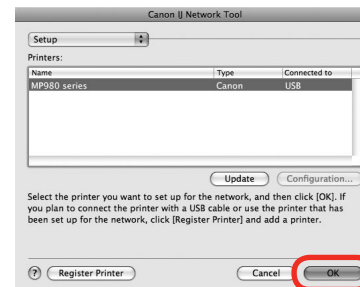 Canon IJ Network Tool
Setup
Printers:
Name Type Connected to
MP980 series Canon USB
Update Configuration...
Select the printer you want to set up for the network, and then click [OK]. If
you plan to connect the printer with a USB cable or use the printer that has
been set up for the network, click [Register Printer] and add a printer.
? Register Printer Cancel OK